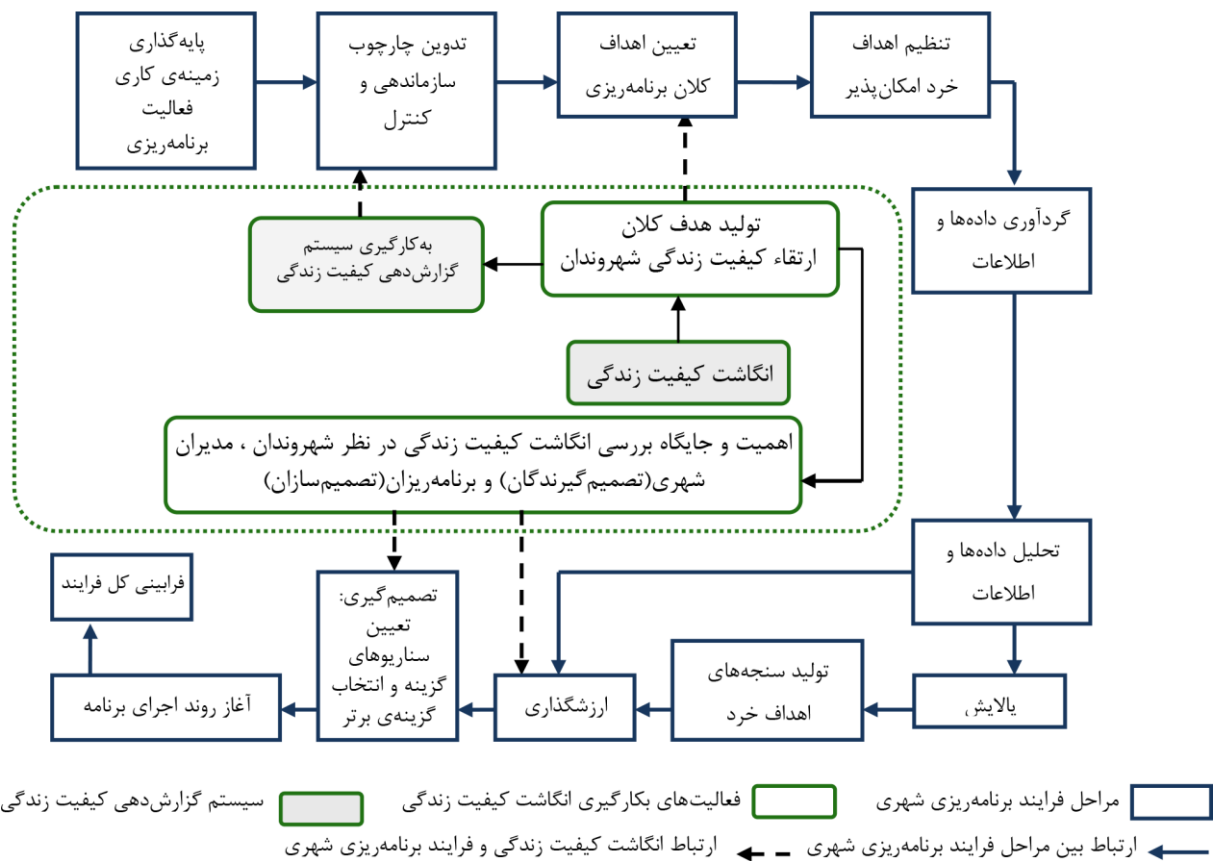 پایه‌گذاری
زمینه‌ی کاری
فعالیت
برنامه‌ریزی
تدوین چارچوب
سازماندهی و
کنترل
تعیین اهداف
کلان برنامه‌ریزی
تنظیم اهداف
خرد امکان‌پذیر
گردآوری داده‌ها و
اطلاعات
تولید هدف کلان
ارتقاء کیفیت زندگی شهروندان
به‌کارگیری سیستم
گزارش‌دهی کیفیت زندگی
انگاشت کیفیت زندگی
اهمیت و جایگاه بررسی انگاشت کیفیت زندگی در نظر شهروندان ، مدیران
شهری(تصمیم‌گیرندگان) و برنامه‌ریزان(تصمیم‌سازان)
تحلیل داده‌ها و
اطلاعات
پالایش
تولید سنجه‌های
اهداف خرد
ارزشگذاری
تصمیم‌گیری:
تعیین
سناریوهای
گزینه و انتخاب
گزینه‌ی برتر
آغاز روند اجرای برنامه
فرابینی کل فرایند
مراحل فرایند برنامه‌ریزی شهری
فعالیت‌های بکارگیری انگاشت کیفیت زندگی
سیستم گزارش‌دهی کیفیت زندگی
ارتباط بین مراحل فرایند برنامه‌ریزی شهری
ارتباط انگاشت کیفیت زندگی و فرایند برنامه‌ریزی شهری